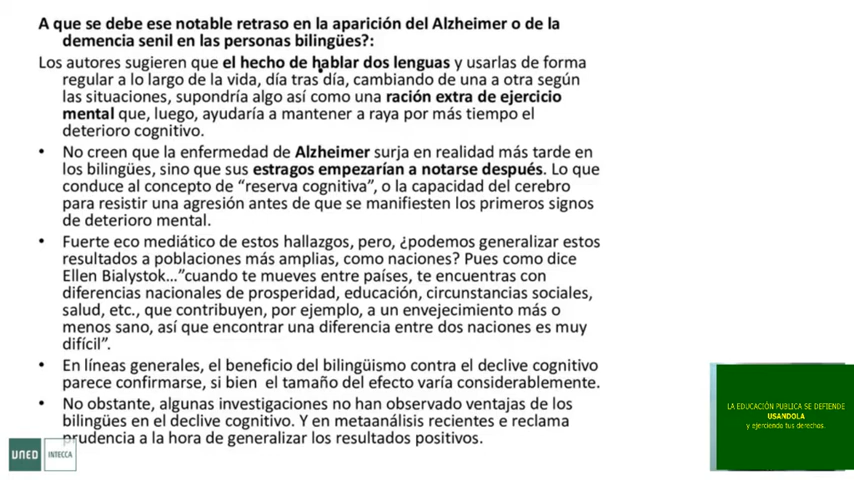 A que se debe ese notable retraso en la aparición del Alzheimer o de la
demencia senil en las personas bilingües?:
Los autores sugieren que el hecho de hablar dos lenguas y usarlas de forma
regular a lo largo de la vida, día tras día, cambiando de una a otra según
las situaciones, supondría algo así como una ración extra de ejercicio
mental que, luego, ayudaría a mantener a raya por más tiempo el
deterioro cognitivo.
• No creen que la enfermedad de Alzheimer surja en realidad más tarde en
los bilingües, sino que sus estragos empezarían a notarse después. Lo que
conduce al concepto de “reserva cognitiva”, o la capacidad del cerebro
para resistir una agresión antes de que se manifiesten los primeros signos
de deterioro mental.
• Fuerte eco mediático de estos hallazgos, pero, ¿podemos generalizar estos
resultados a poblaciones más amplias, como naciones? Pues como dice
Ellen Bialystok…”cuando te mueves entre países, te encuentras con
diferencias nacionales de prosperidad, educación, circunstancias sociales,
salud, etc., que contribuyen, por ejemplo, a un envejecimiento más o
menos sano, así que encontrar una diferencia entre dos naciones es muy
difícil”.
• En líneas generales, el beneficio del bilingüismo contra el declive cognitivo
parece confirmarse, si bien el tamaño del efecto varía considerablemente.
• No obstante, algunas investigaciones no han observado ventajas de los
bilingües en el declive cognitivo. Y en metaanálisis recientes e reclama
prudencia a la hora de generalizar los resultados positivos.
UNED INTECCA
LA EDUCACIÓN PUBLICA SE DEFIENDE
USANDOLA
y ejerciendo tus derechos.